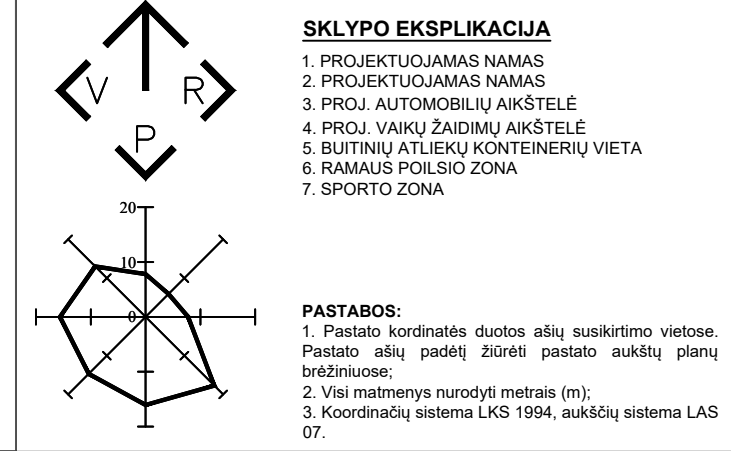 V
R
P
20
10
0
SKLYPO EKSPLIKACIJA
1. PROJEKTUOJAMAS NAMAS
2. PROJEKTUOJAMAS NAMAS
3. PROJ. AUTOMOBILIŲ AIKŠTELĖ
4. PROJ. VAIKŲ ŽAIDIMŲ AIKŠTELĖ
5. BUITINIŲ ATLIEKŲ KONTEINERIŲ VIETA
6. RAMAUS POILSIO ZONA
7. SPORTO ZONA
PASTABOS:
1. Pastato kordinatės duotos ašių susikirtimo vietose.
Pastato ašių padėtį žiūrėti pastato aukštų planų
brėžiniuose;
2. Visi matmenys nurodyti metrais (m);
3. Koordinačių sistema LKS 1994, aukščių sistema LAS
07.